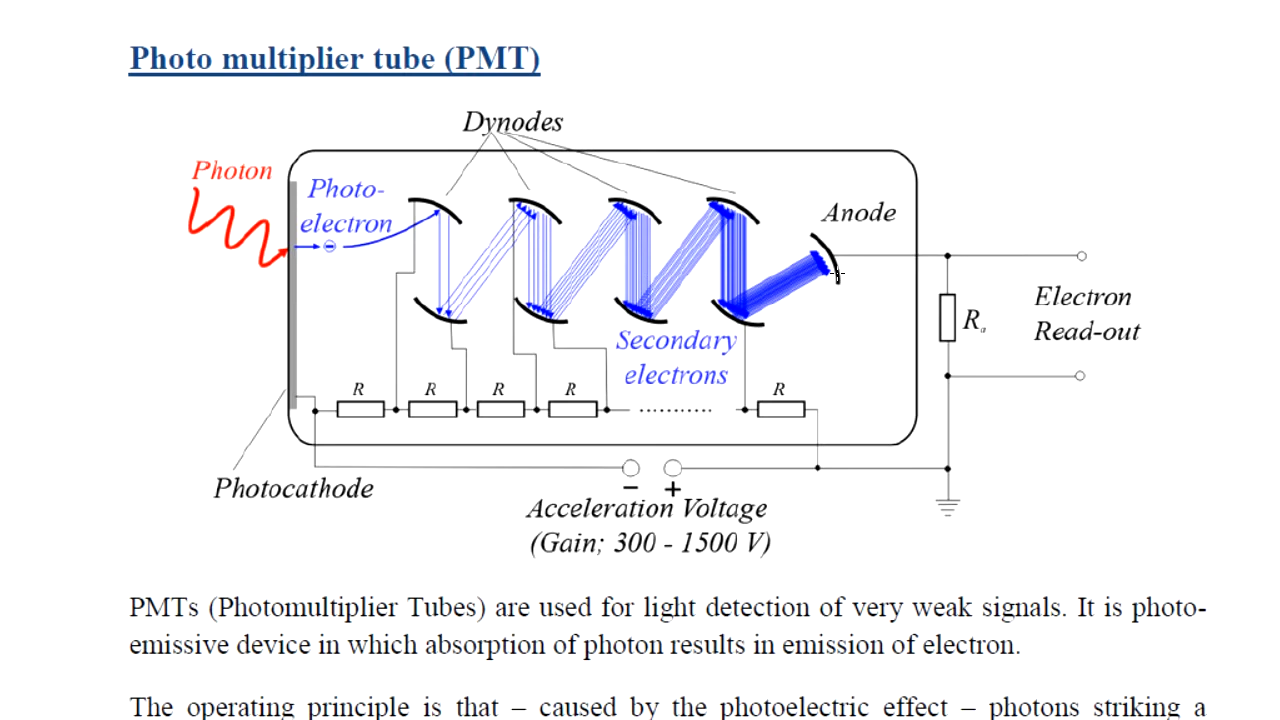 Photo multiplier tube (PMT)
Dynodes
Photon
Photo-
electron
Anode
Electron
Read-out
R
a
Secondary
electrons
R
R
R
R
R
Photocathode
Acceleration Voltage
(Gain; 300 - 1500 V)
PMTs (Photomultiplier Tubes) are used for light detection of very weak signals. It is photo-
emissive device in which absorption of photon results in emission of electron.
The operating principle is that – caused by the photoelectric effect – photons striking a